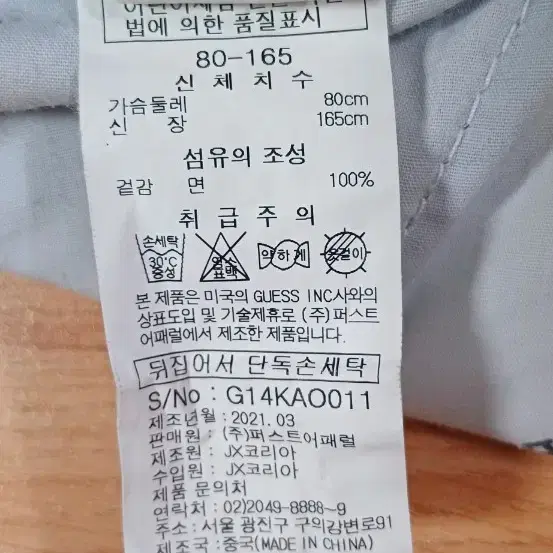 법에 의한 품질표시
80-165
신 체 치 수
가슴둘레 80cm
신 장 165cm
섬유의 조성
겉감 면 100%
취 급 주 의
손세탁 30℃ 중성
염소 표백
약하게
옷걸이
본 제품은 미국의 GUESS INC사와의
상표도입 및 기술제휴로 (주)퍼스트
어패럴에서 제조한 제품입니다.
뒤집어서 단독손세탁
S/No : G14KAO011
제조년월 : 2021.03
판매원 : (주)퍼스트어패럴
제조원 : JX코리아
수입원 : JX코리아
제품 문의처
연락처 : 02)2049-8888~9
주소 : 서울 광진구 구의강변로91
제조국 : 중국(MADE IN CHINA)